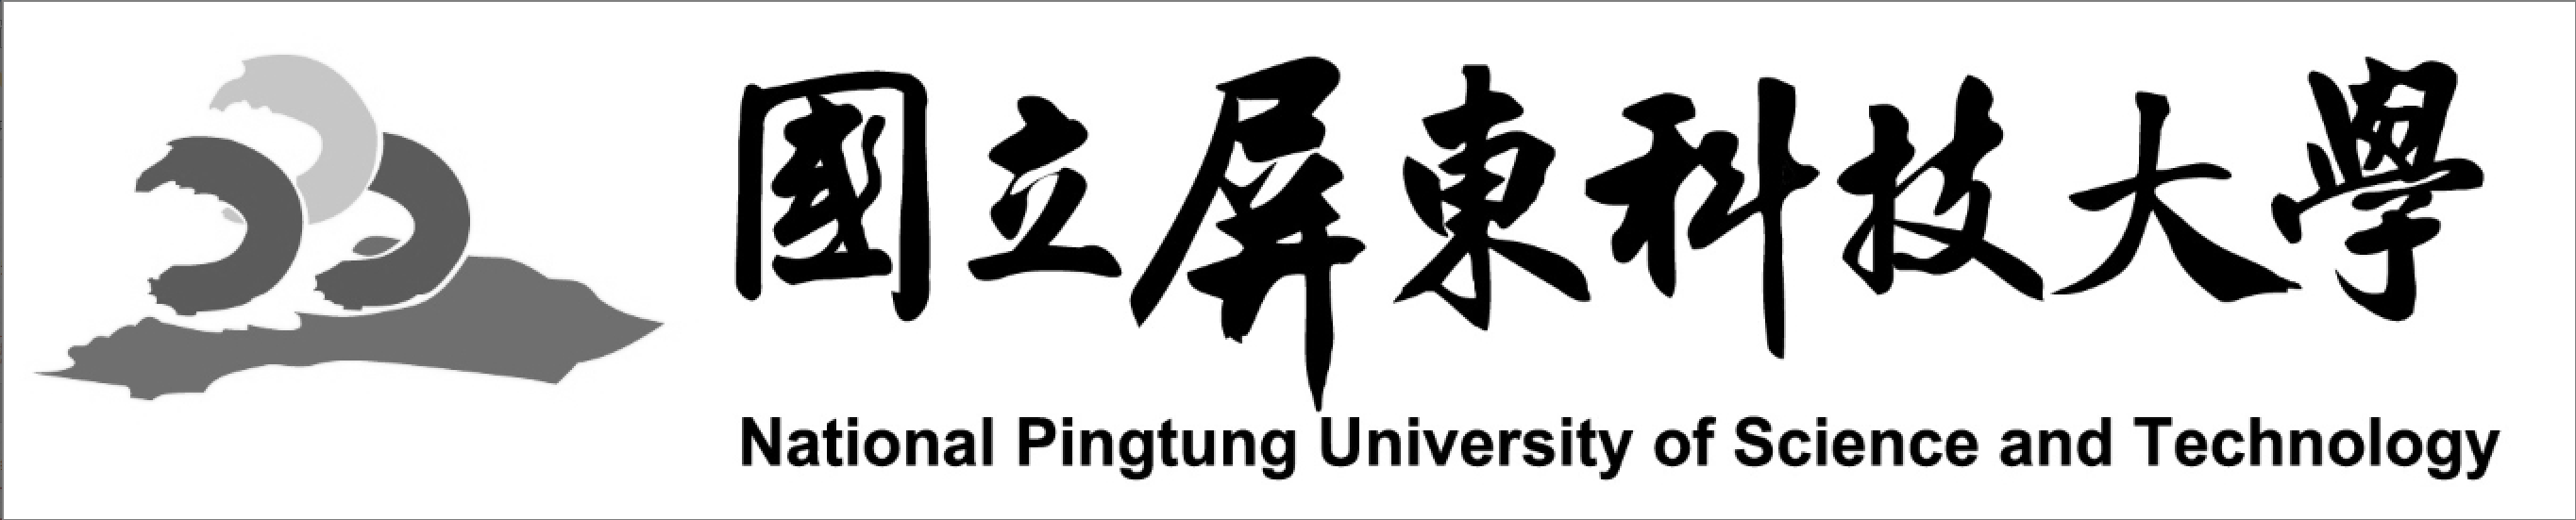 國立屏東科技大學
National Pingtung University of Science and Technology